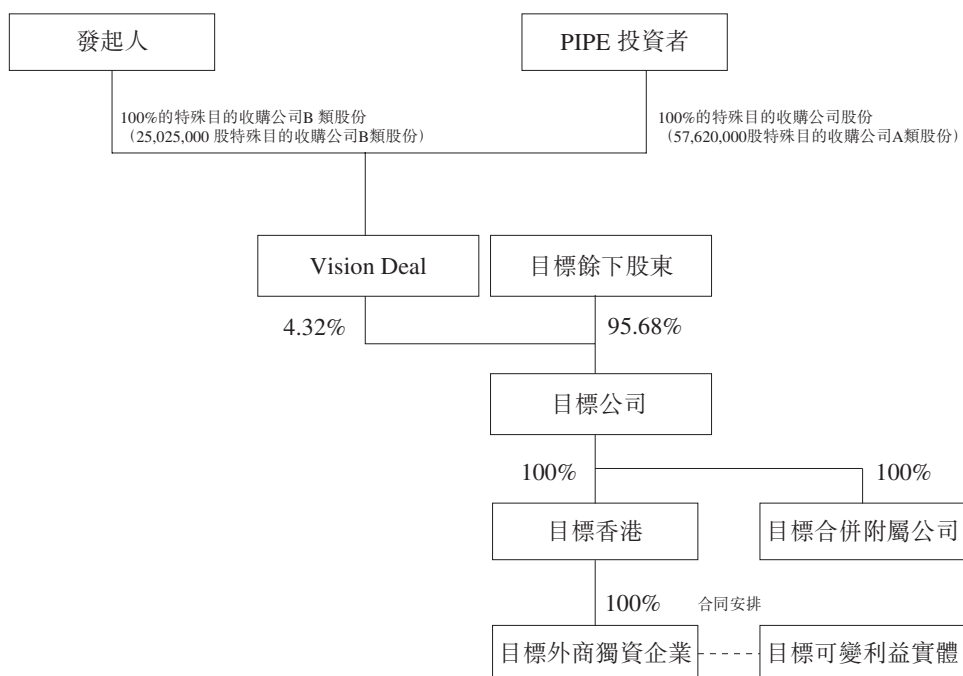 發起人
PIPE 投資者
100%的特殊目的收購公司B 類股份
（25,025,000 股特殊目的收購公司B類股份）
100%的特殊目的收購公司股份
（57,620,000股特殊目的收購公司A類股份）
Vision Deal
目標餘下股東
4.32%
95.68%
目標公司
100%
100%
目標香港
目標合併附屬公司
100%
合同安排
目標外商獨資企業
目標可變利益實體